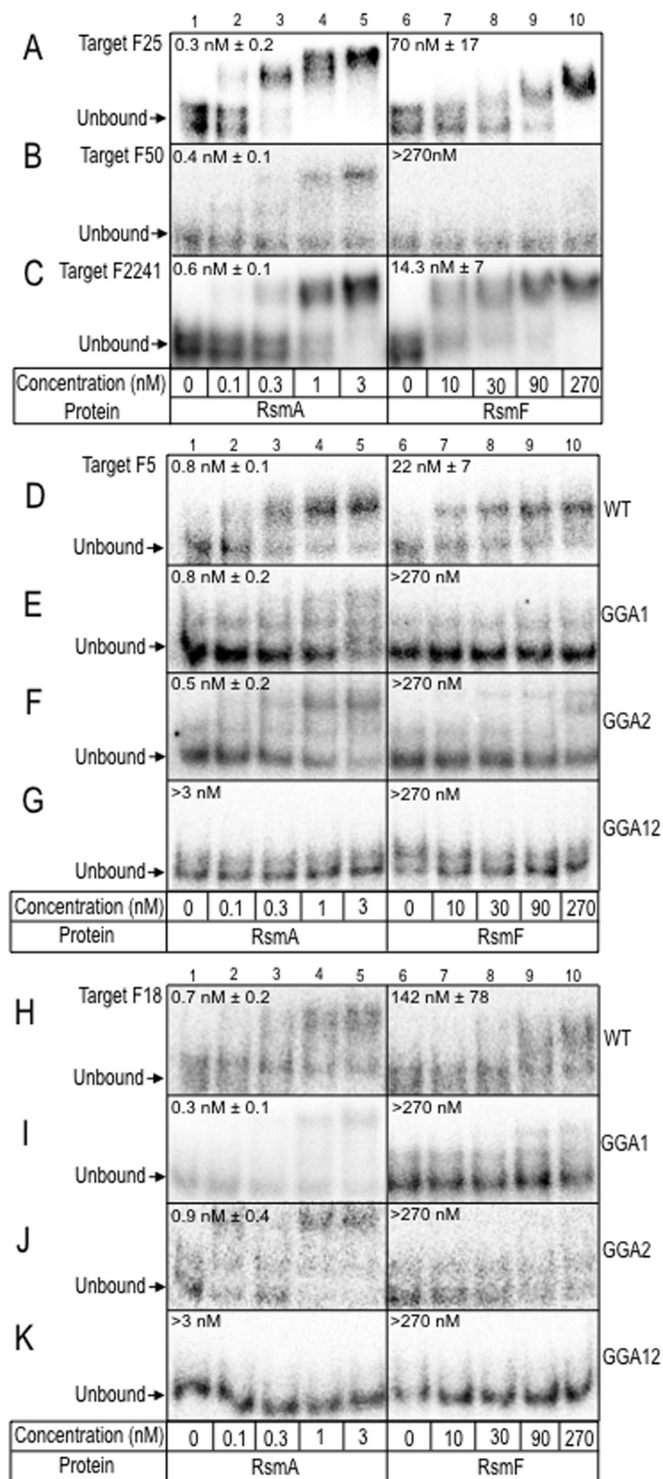 1 2 3 4 5 6 7 8 9 10
A Target F25 0.3 nM ± 0.2 70 nM ± 17
Unbound
B Target F50 0.4 nM ± 0.1 >270nM
Unbound
C Target F2241 0.6 nM ± 0.1 14.3 nM ± 7
Unbound
Concentration (nM) 0 0.1 0.3 1 3 0 10 30 90 270
Protein RsmA RsmF
1 2 3 4 5 6 7 8 9 10
Target F5 0.8 nM ± 0.1 22 nM ± 7
D WT
Unbound
0.8 nM ± 0.2 >270 nM
E GGA1
Unbound
0.5 nM ± 0.2 >270 nM
F GGA2
Unbound
>3 nM >270 nM
G GGA12
Unbound
Concentration (nM) 0 0.1 0.3 1 3 0 10 30 90 270
Protein RsmA RsmF
1 2 3 4 5 6 7 8 9 10
Target F18 0.7 nM ± 0.2 142 nM ± 78
H WT
Unbound
0.3 nM ± 0.1 >270 nM
I GGA1
Unbound
0.9 nM ± 0.4 >270 nM
J GGA2
Unbound
>3 nM >270 nM
K GGA12
Unbound
Concentration (nM) 0 0.1 0.3 1 3 0 10 30 90 270
Protein RsmA RsmF